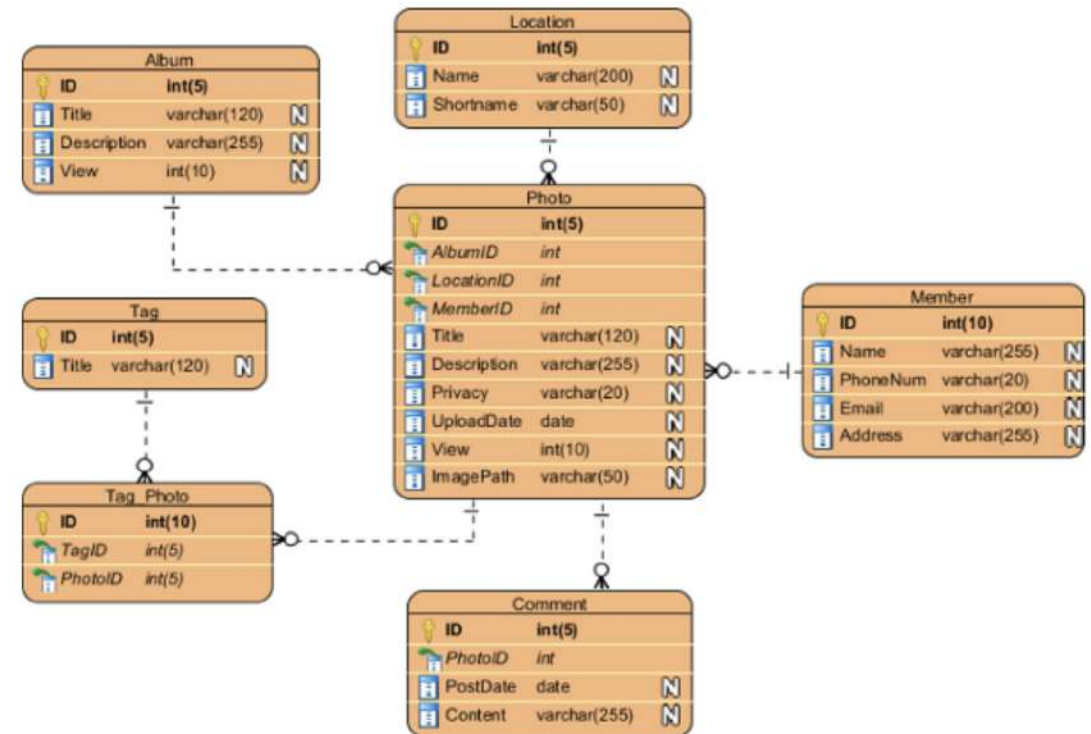 Location
ID int(5)
Name varchar(200) N
Shortname varchar(50) N
Album
ID int(5)
Title varchar(120) N
Description varchar(255) N
View int(10) N
Photo
ID int(5)
AlbumID int
LocationID int
MemberID int
Title varchar(120) N
Description varchar(255) N
Privacy varchar(20) N
UploadDate date N
View int(10) N
ImagePath varchar(50) N
Tag
ID int(5)
Title varchar(120) N
Member
ID int(10)
Name varchar(255) N
PhoneNum varchar(20) N
Email varchar(200) N
Address varchar(255) N
Tag_Photo
ID int(10)
TagID int(5)
PhotoID int(5)
Comment
ID int(5)
PhotoID int
PostDate date N
Content varchar(255) N